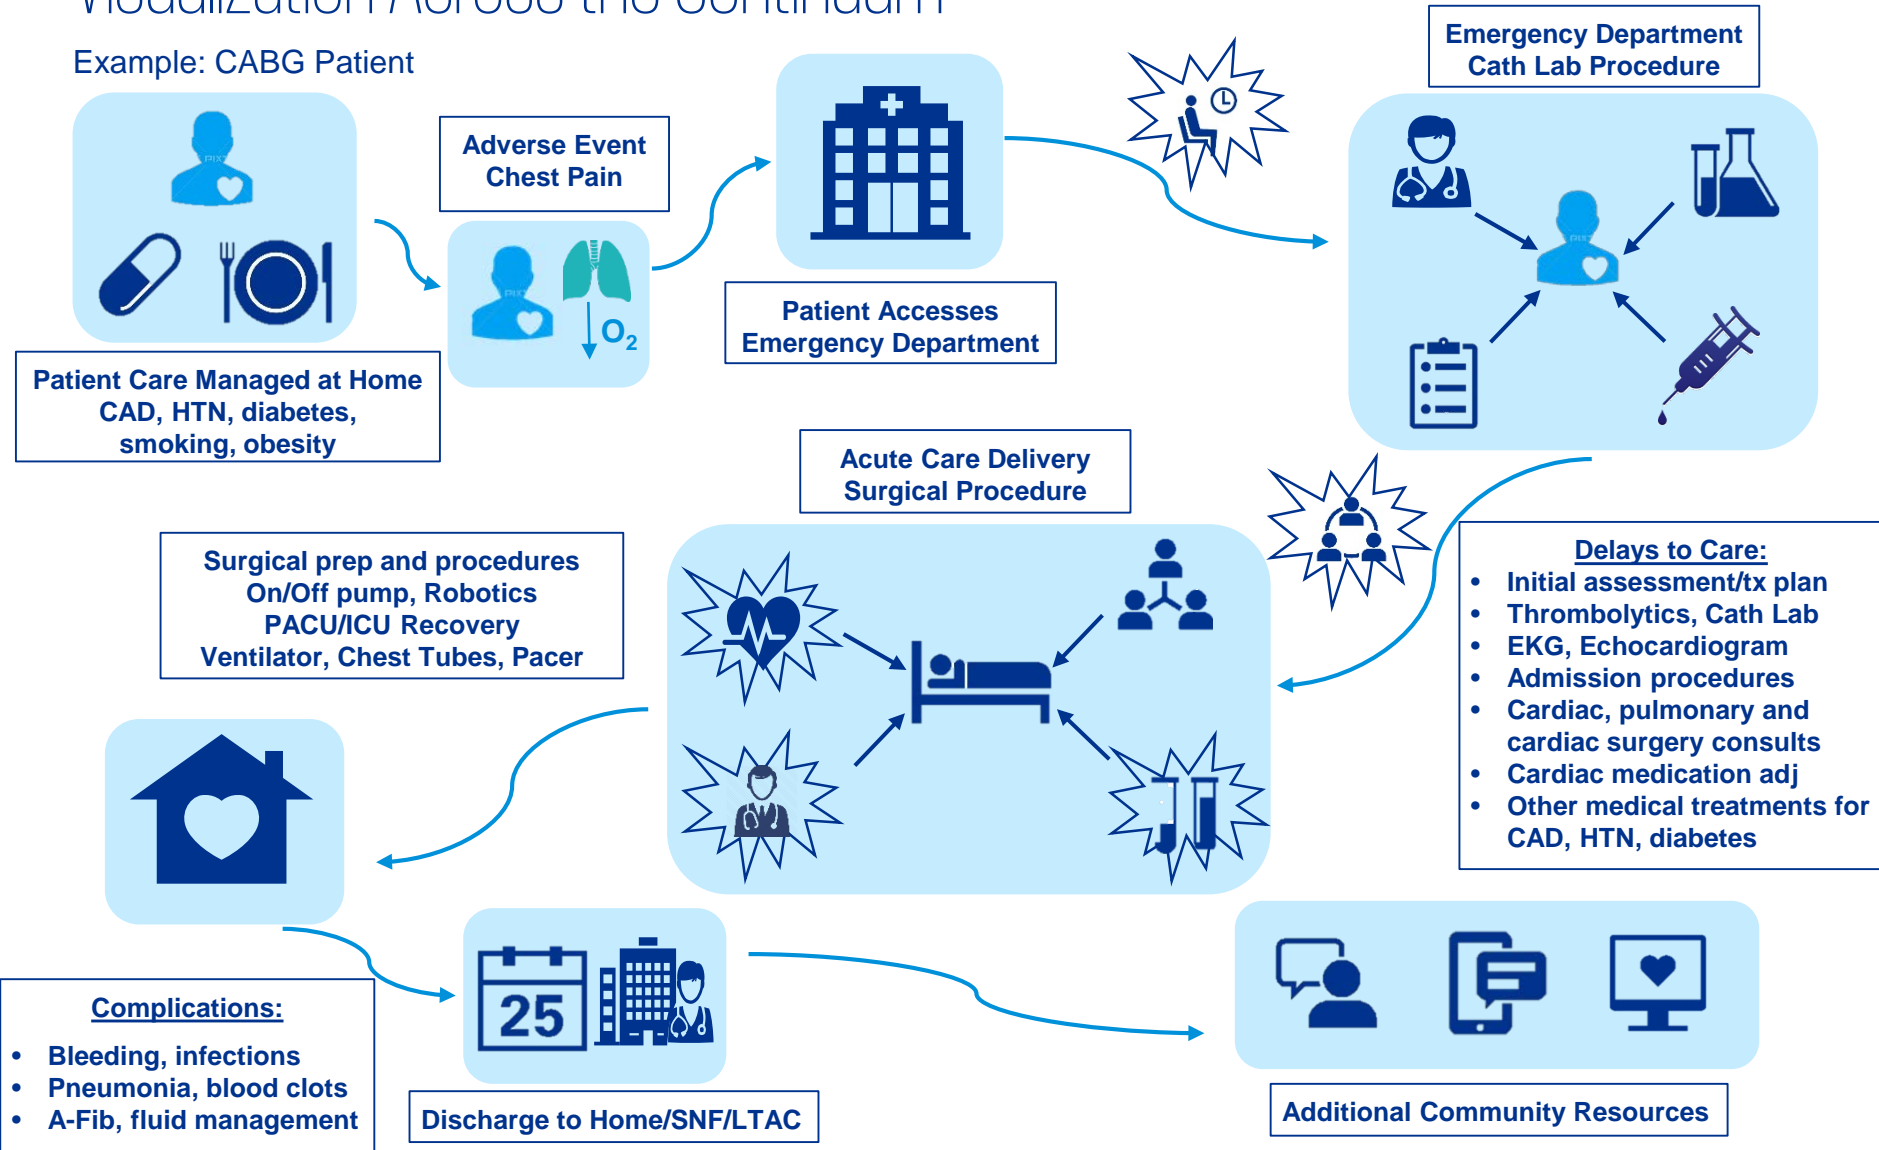 Visualization Across the Continuum
Example: CABG Patient
Adverse Event
Chest Pain
O2
Patient Care Managed at Home
CAD, HTN, diabetes,
smoking, obesity
Patient Accesses
Emergency Department
Emergency Department
Cath Lab Procedure
Acute Care Delivery
Surgical Procedure
Surgical prep and procedures
On/Off pump, Robotics
PACU/ICU Recovery
Ventilator, Chest Tubes, Pacer
Delays to Care:
• Initial assessment/tx plan
• Thrombolytics, Cath Lab
• EKG, Echocardiogram
• Admission procedures
• Cardiac, pulmonary and
cardiac surgery consults
• Cardiac medication adj
• Other medical treatments for
CAD, HTN, diabetes
Complications:
• Bleeding, infections
• Pneumonia, blood clots
• A-Fib, fluid management
25
Discharge to Home/SNF/LTAC
Additional Community Resources